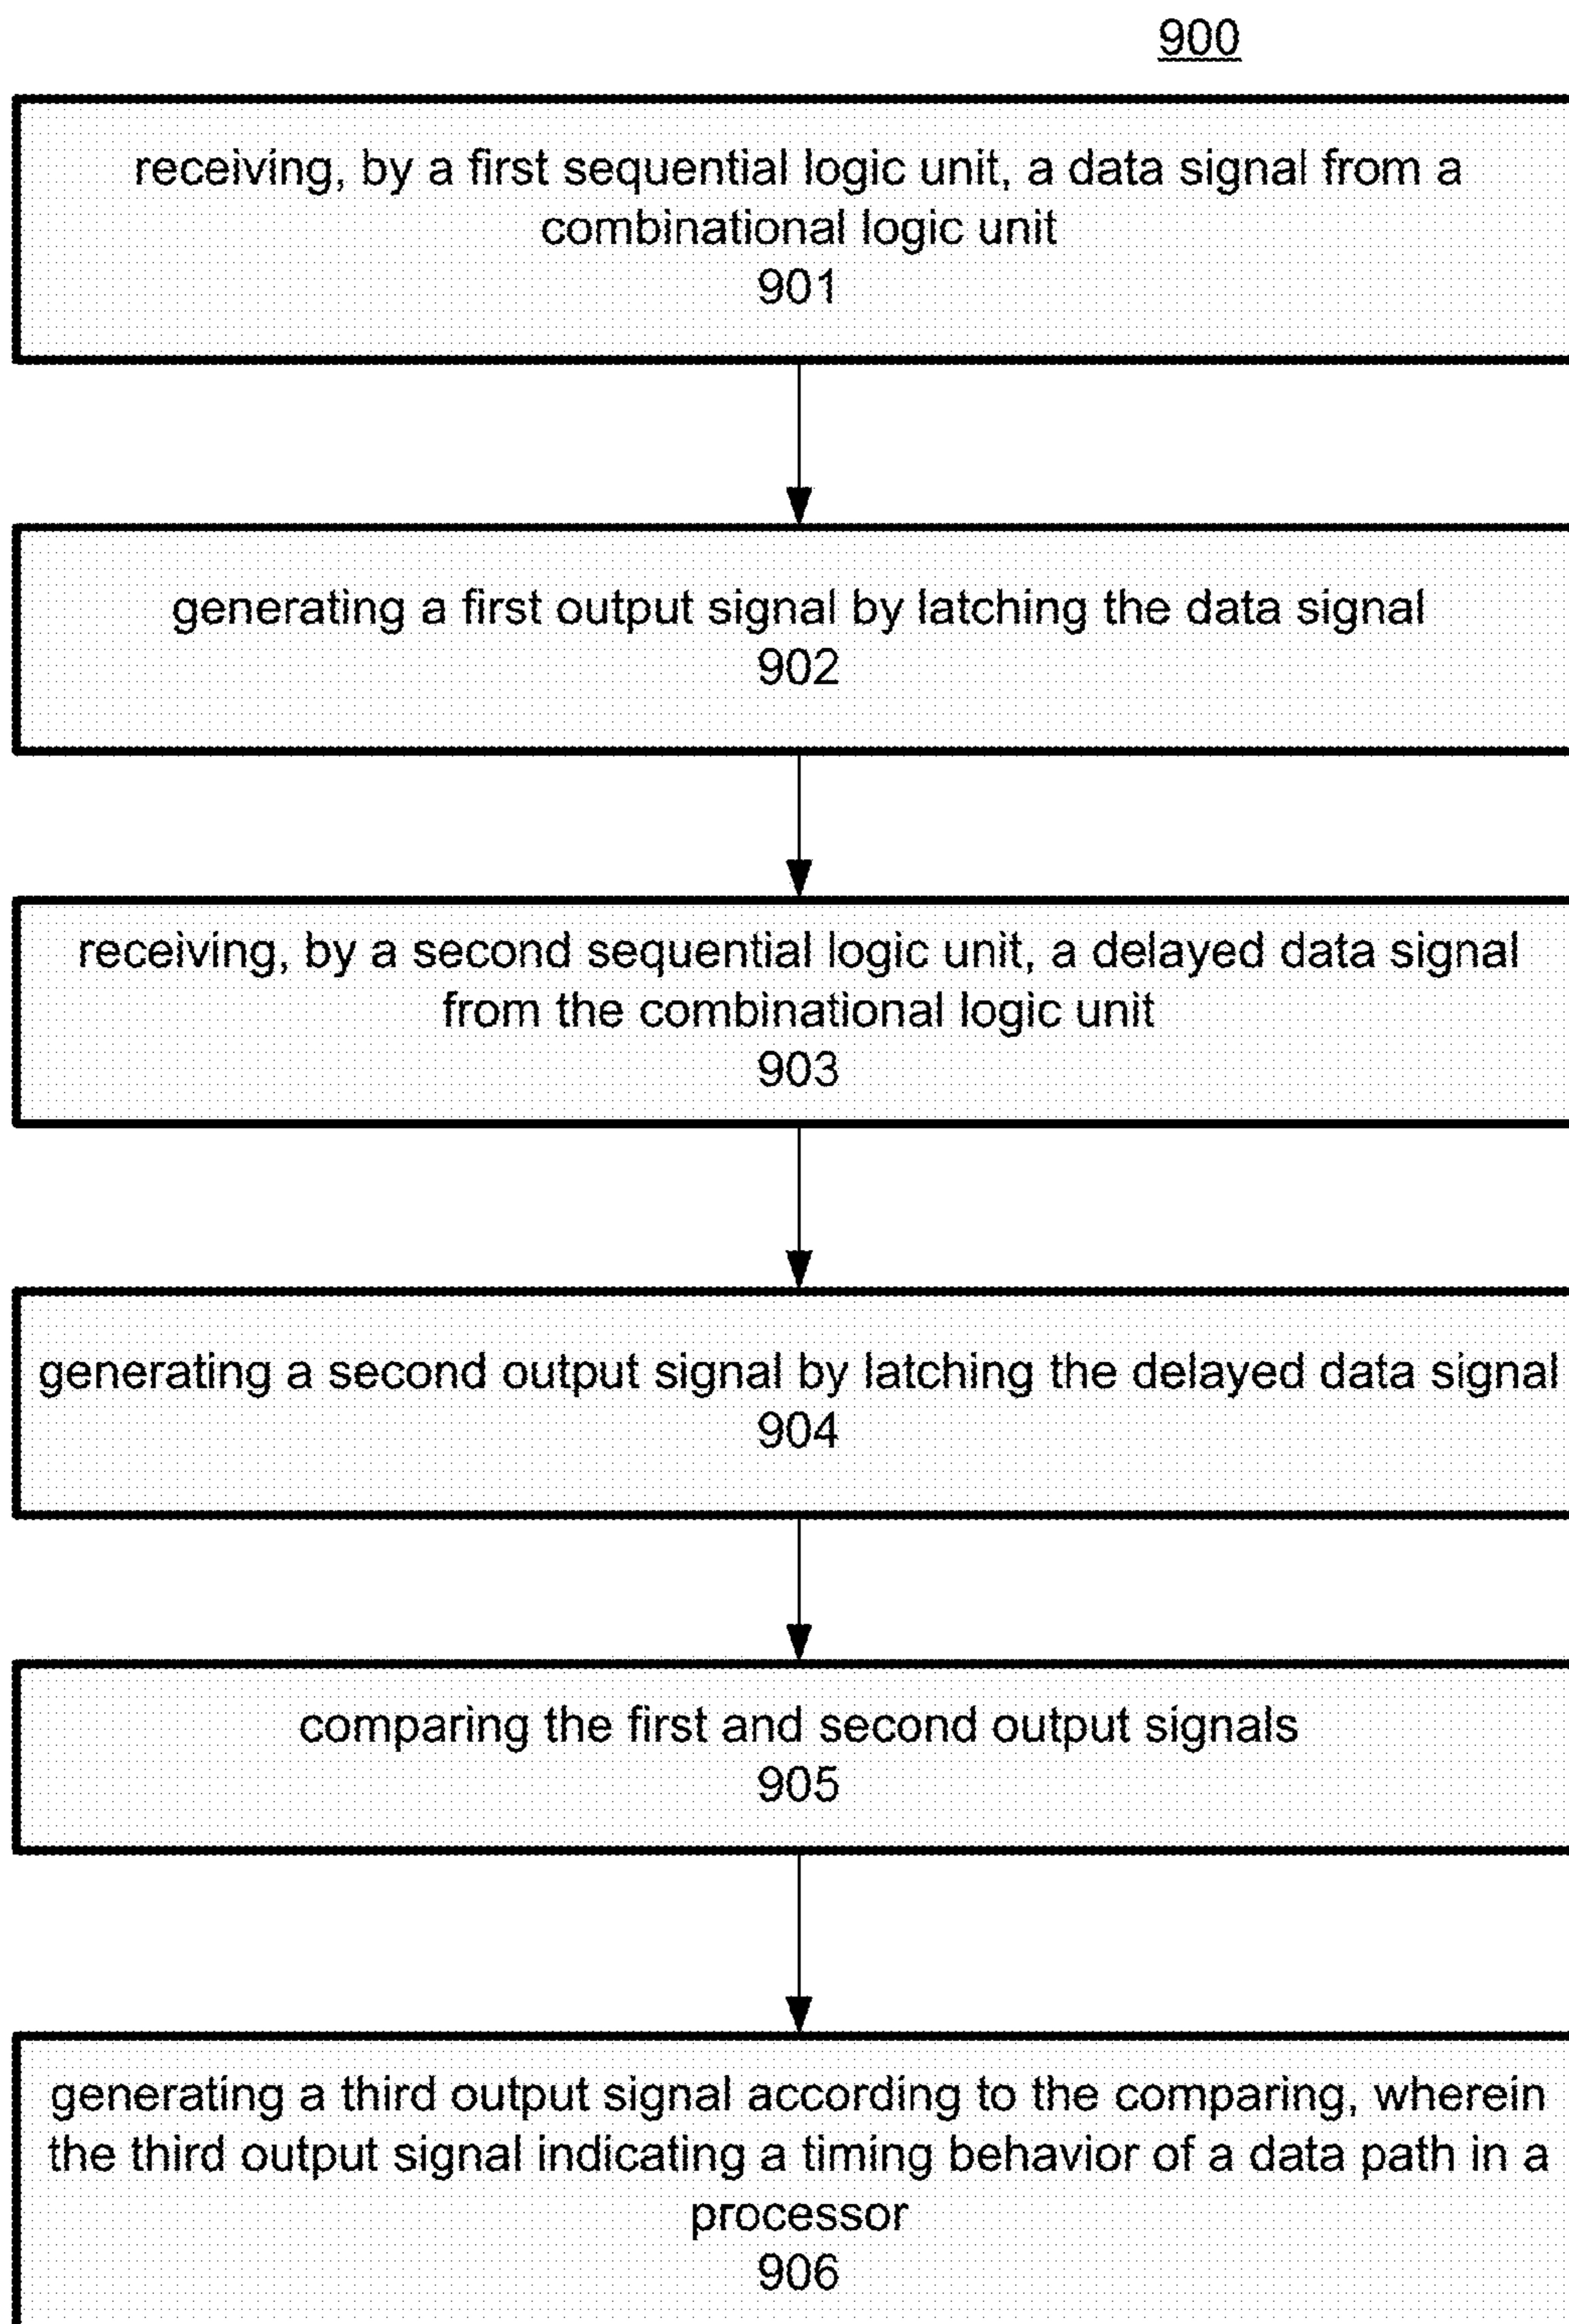 900
receiving, by a first sequential logic unit, a data signal from a
combinational logic unit
901
generating a first output signal by latching the data signal
902
receiving, by a second sequential logic unit, a delayed data signal
from the combinational logic unit
903
generating a second output signal by latching the delayed data signal
904
comparing the first and second output signals
905
generating a third output signal according to the comparing, wherein
the third output signal indicating a timing behavior of a data path in a
processor
906